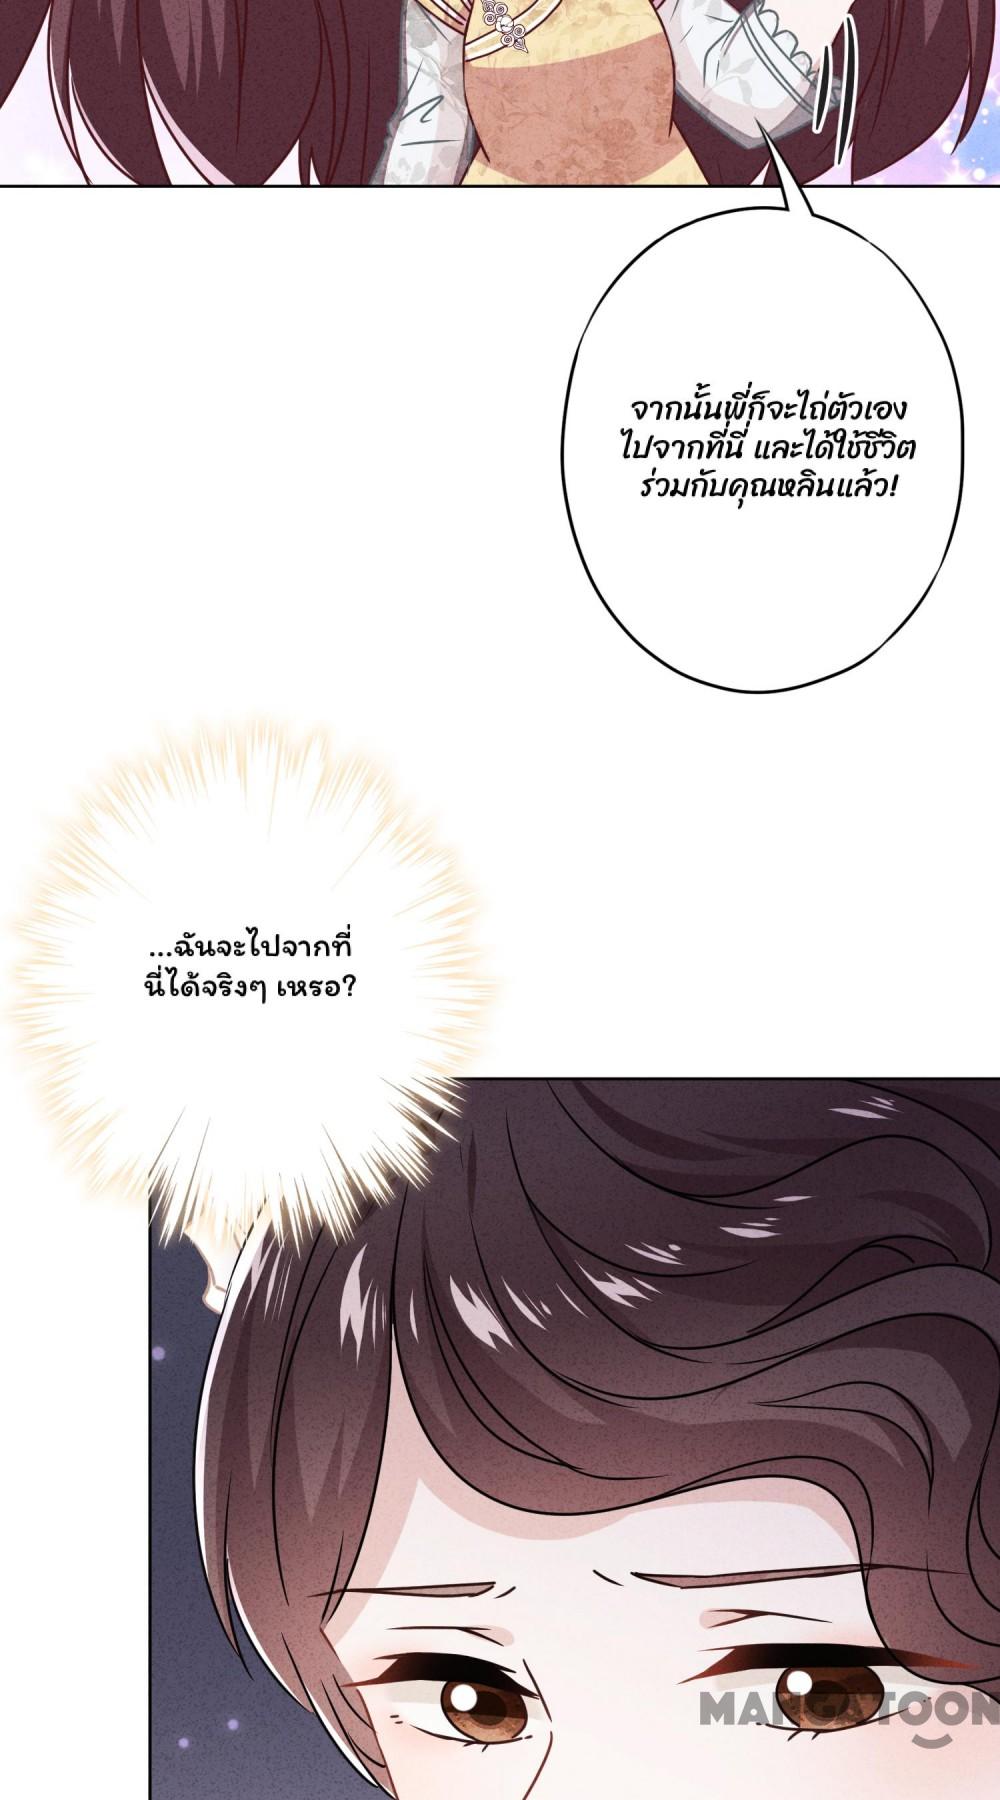 จากนั้นพี่ก็จะไถ่ตัวเอง
ไปจากที่นี่ และได้ใช้ชีวิต
ร่วมกับคุณหลินแล้ว!
...ฉันจะไปจากที่
นี่ได้จริงๆ เหรอ?
MANGATOON